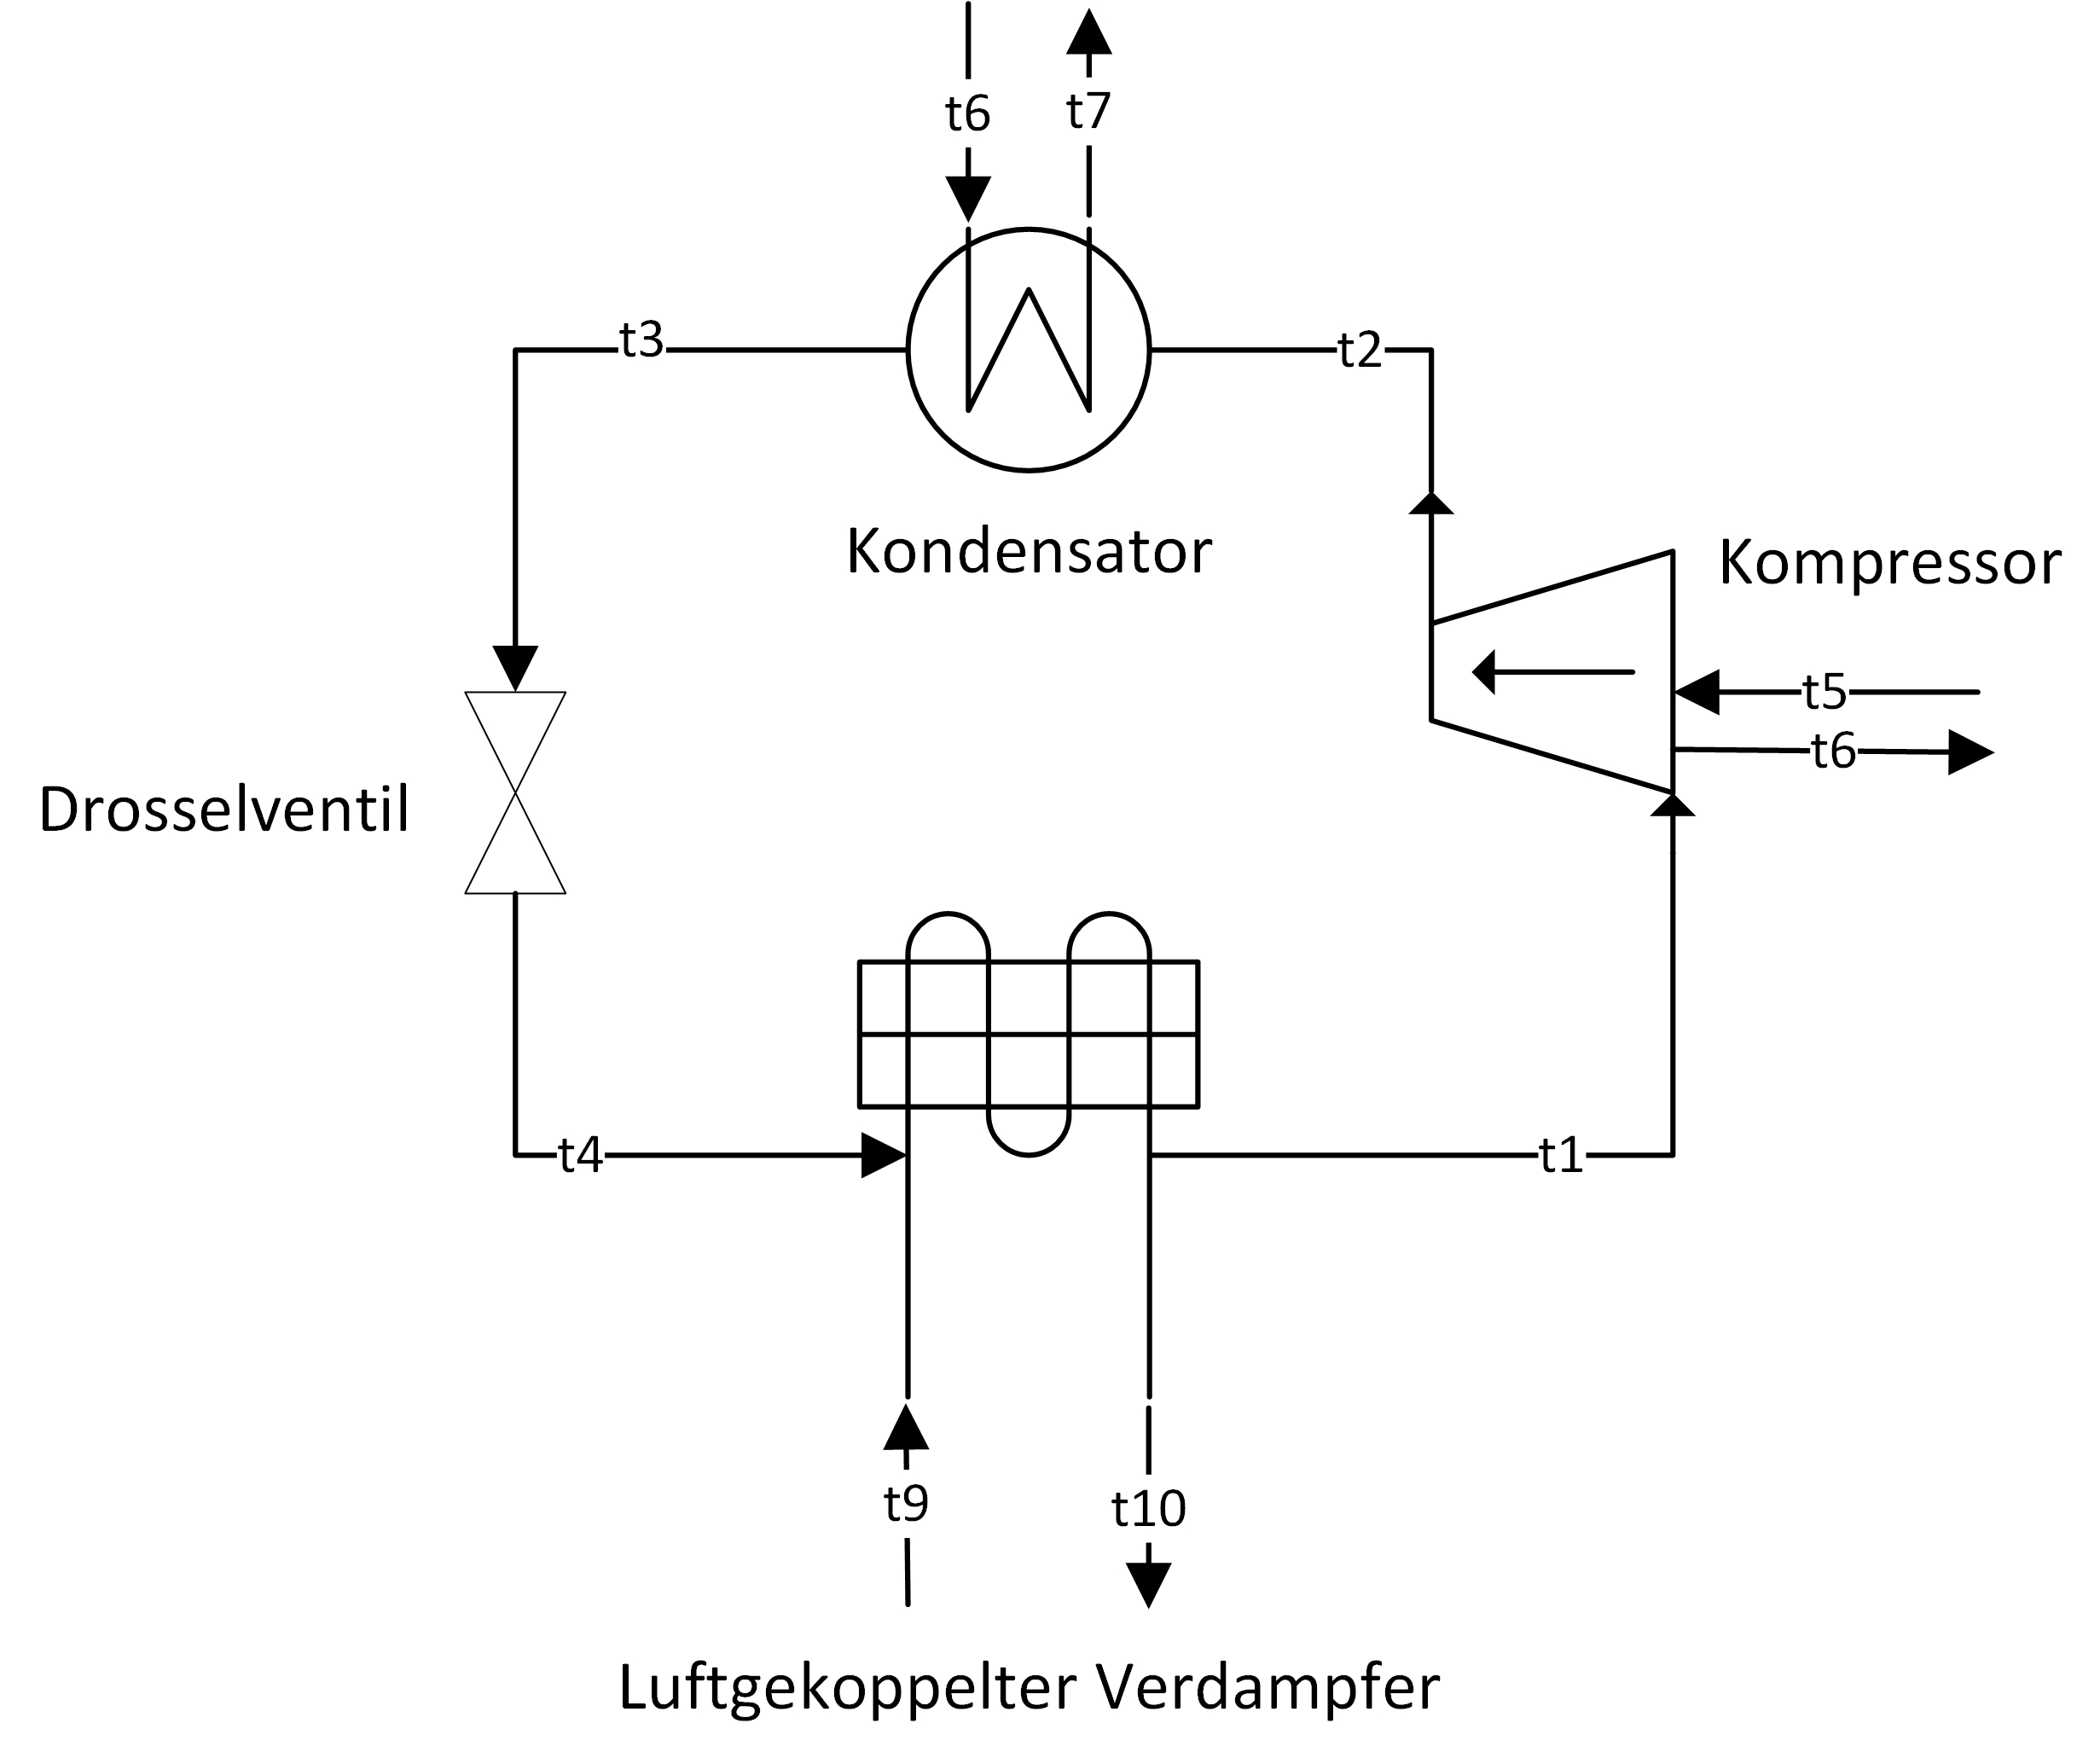 t6
t7
t3
t2
Kondensator
Kompressor
t5
t6
Drosselventil
t4
t1
t9
t10
Luftgekoppelter Verdampfer